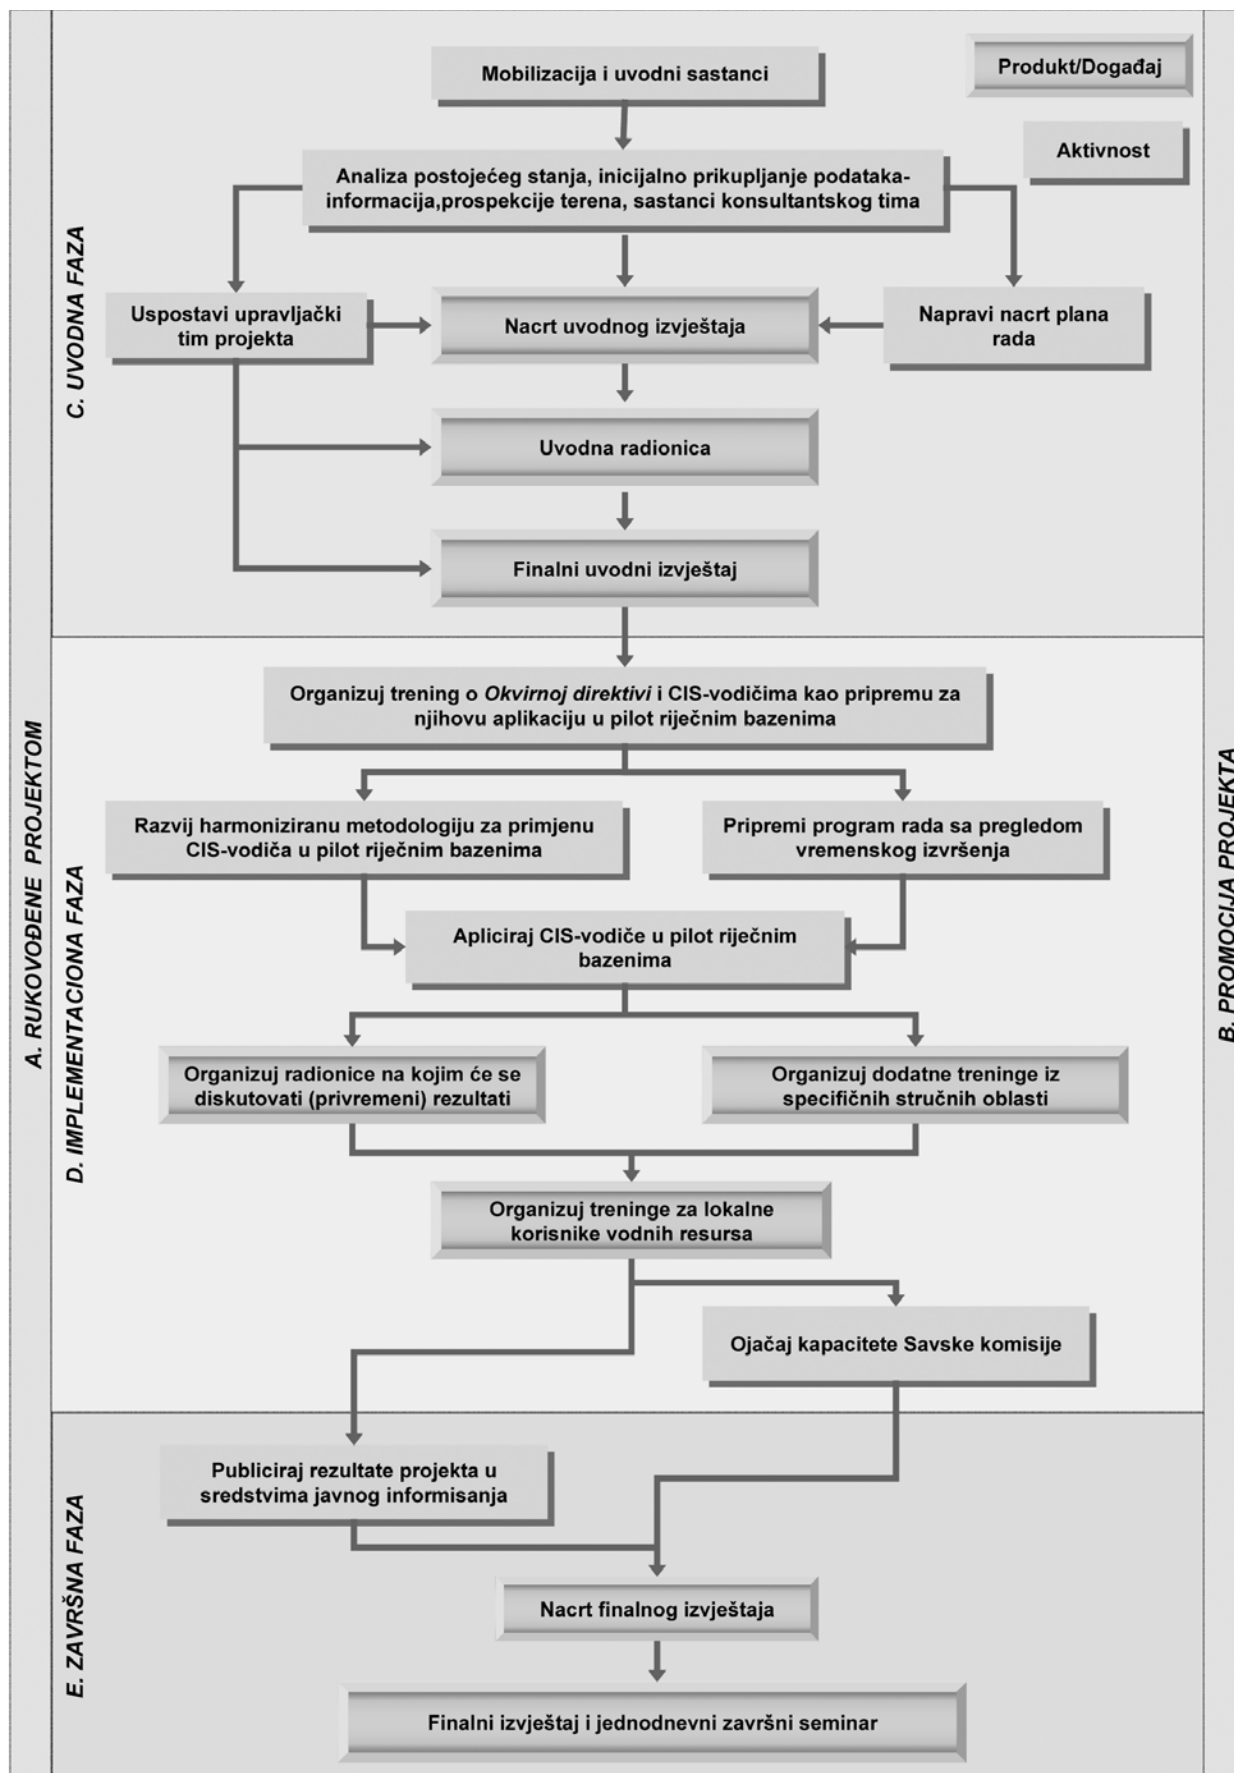 Mobilizacija i uvodni sastanci
Produkt/Događaj
Aktivnost
Analiza postojećeg stanja, inicijalno prikupljanje podataka-
informacija,prospekcije terena, sastanci konsultantskog tima
Uspostavi upravljački
tim projekta
Nacrt uvodnog izvještaja
Napravi nacrt plana
rada
Uvodna radionica
Finalni uvodni izvještaj
C. UVODNA FAZA
Organizuj trening o Okvirnoj direktivi i CIS-vodičima kao pripremu za
njihovu aplikaciju u pilot riječnim bazenima
Razvij harmoniziranu metodologiju za primjenu
CIS-vodiča u pilot riječnim bazenima
Pripremi program rada sa pregledom
vremenskog izvršenja
Apliciraj CIS-vodiče u pilot riječnim
bazenima
Organizuj radionice na kojim će se
diskutovati (privremeni) rezultati
Organizuj dodatne treninge iz
specifičnih stručnih oblasti
Organizuj treninge za lokalne
korisnike vodnih resursa
Ojačaj kapacitete Savske komisije
D. IMPLEMENTACIONA FAZA
A. RUKOVOĐENE PROJEKTOM
B. PROMOCIJA PROJEKTA
Publiciraj rezultate projekta u
sredstvima javnog informisanja
Nacrt finalnog izvještaja
Finalni izvještaj i jednodnevni završni seminar
E. ZAVRŠNA FAZA